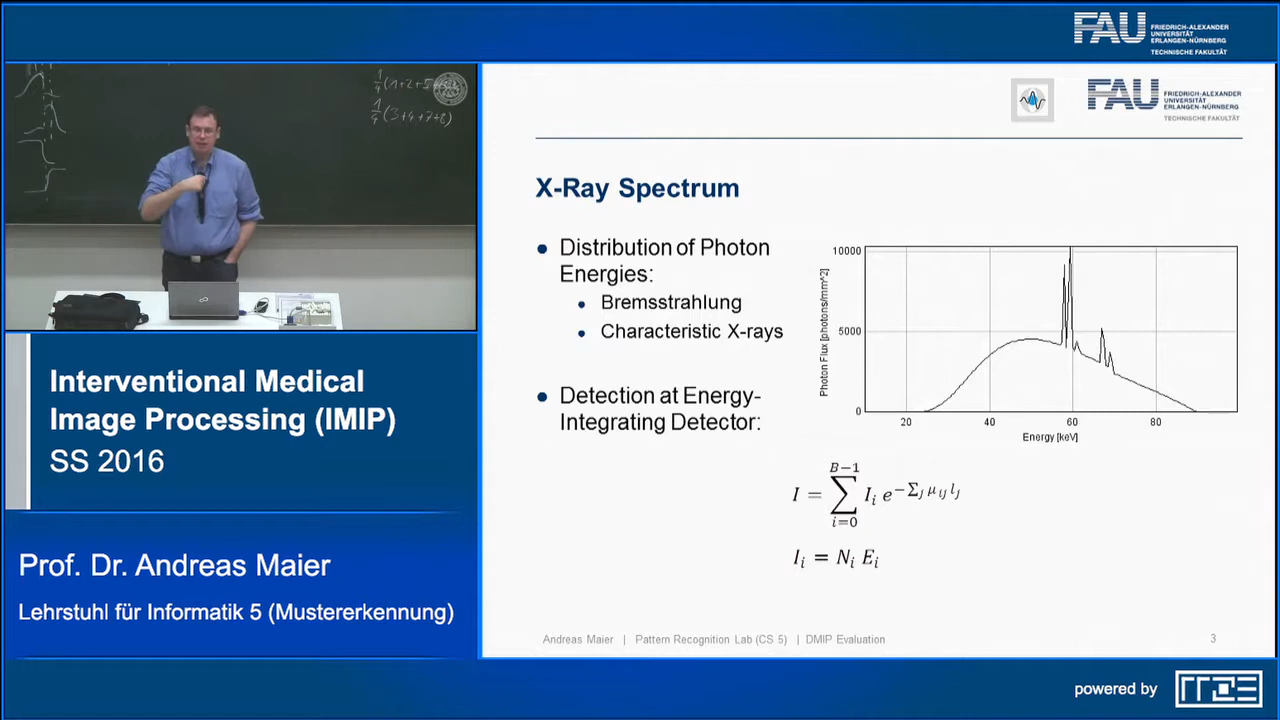 FAU FRIEDRICH-ALEXANDER
UNIVERSITÄT
ERLANGEN-NÜRNBERG
TECHNISCHE FAKULTÄT
FAU FRIEDRICH-ALEXANDER
UNIVERSITÄT
ERLANGEN-NÜRNBERG
TECHNISCHE FAKULTÄT
X-Ray Spectrum
• Distribution of Photon
Energies:
• Bremsstrahlung
• Characteristic X-rays
• Detection at Energy-
Integrating Detector:
10000
5000
0
Photon Flux [photons/mm^2]
20 40 60 80
Energy [keV]
I = ∑_{i=0}^{B−1} I_i e^{−∑_j μ_{ij} l_j}
I_i = N_i E_i
Andreas Maier | Pattern Recognition Lab (CS 5) | DMIP Evaluation 3
Interventional Medical
Image Processing (IMIP)
SS 2016
Prof. Dr. Andreas Maier
Lehrstuhl für Informatik 5 (Mustererkennung)
powered by